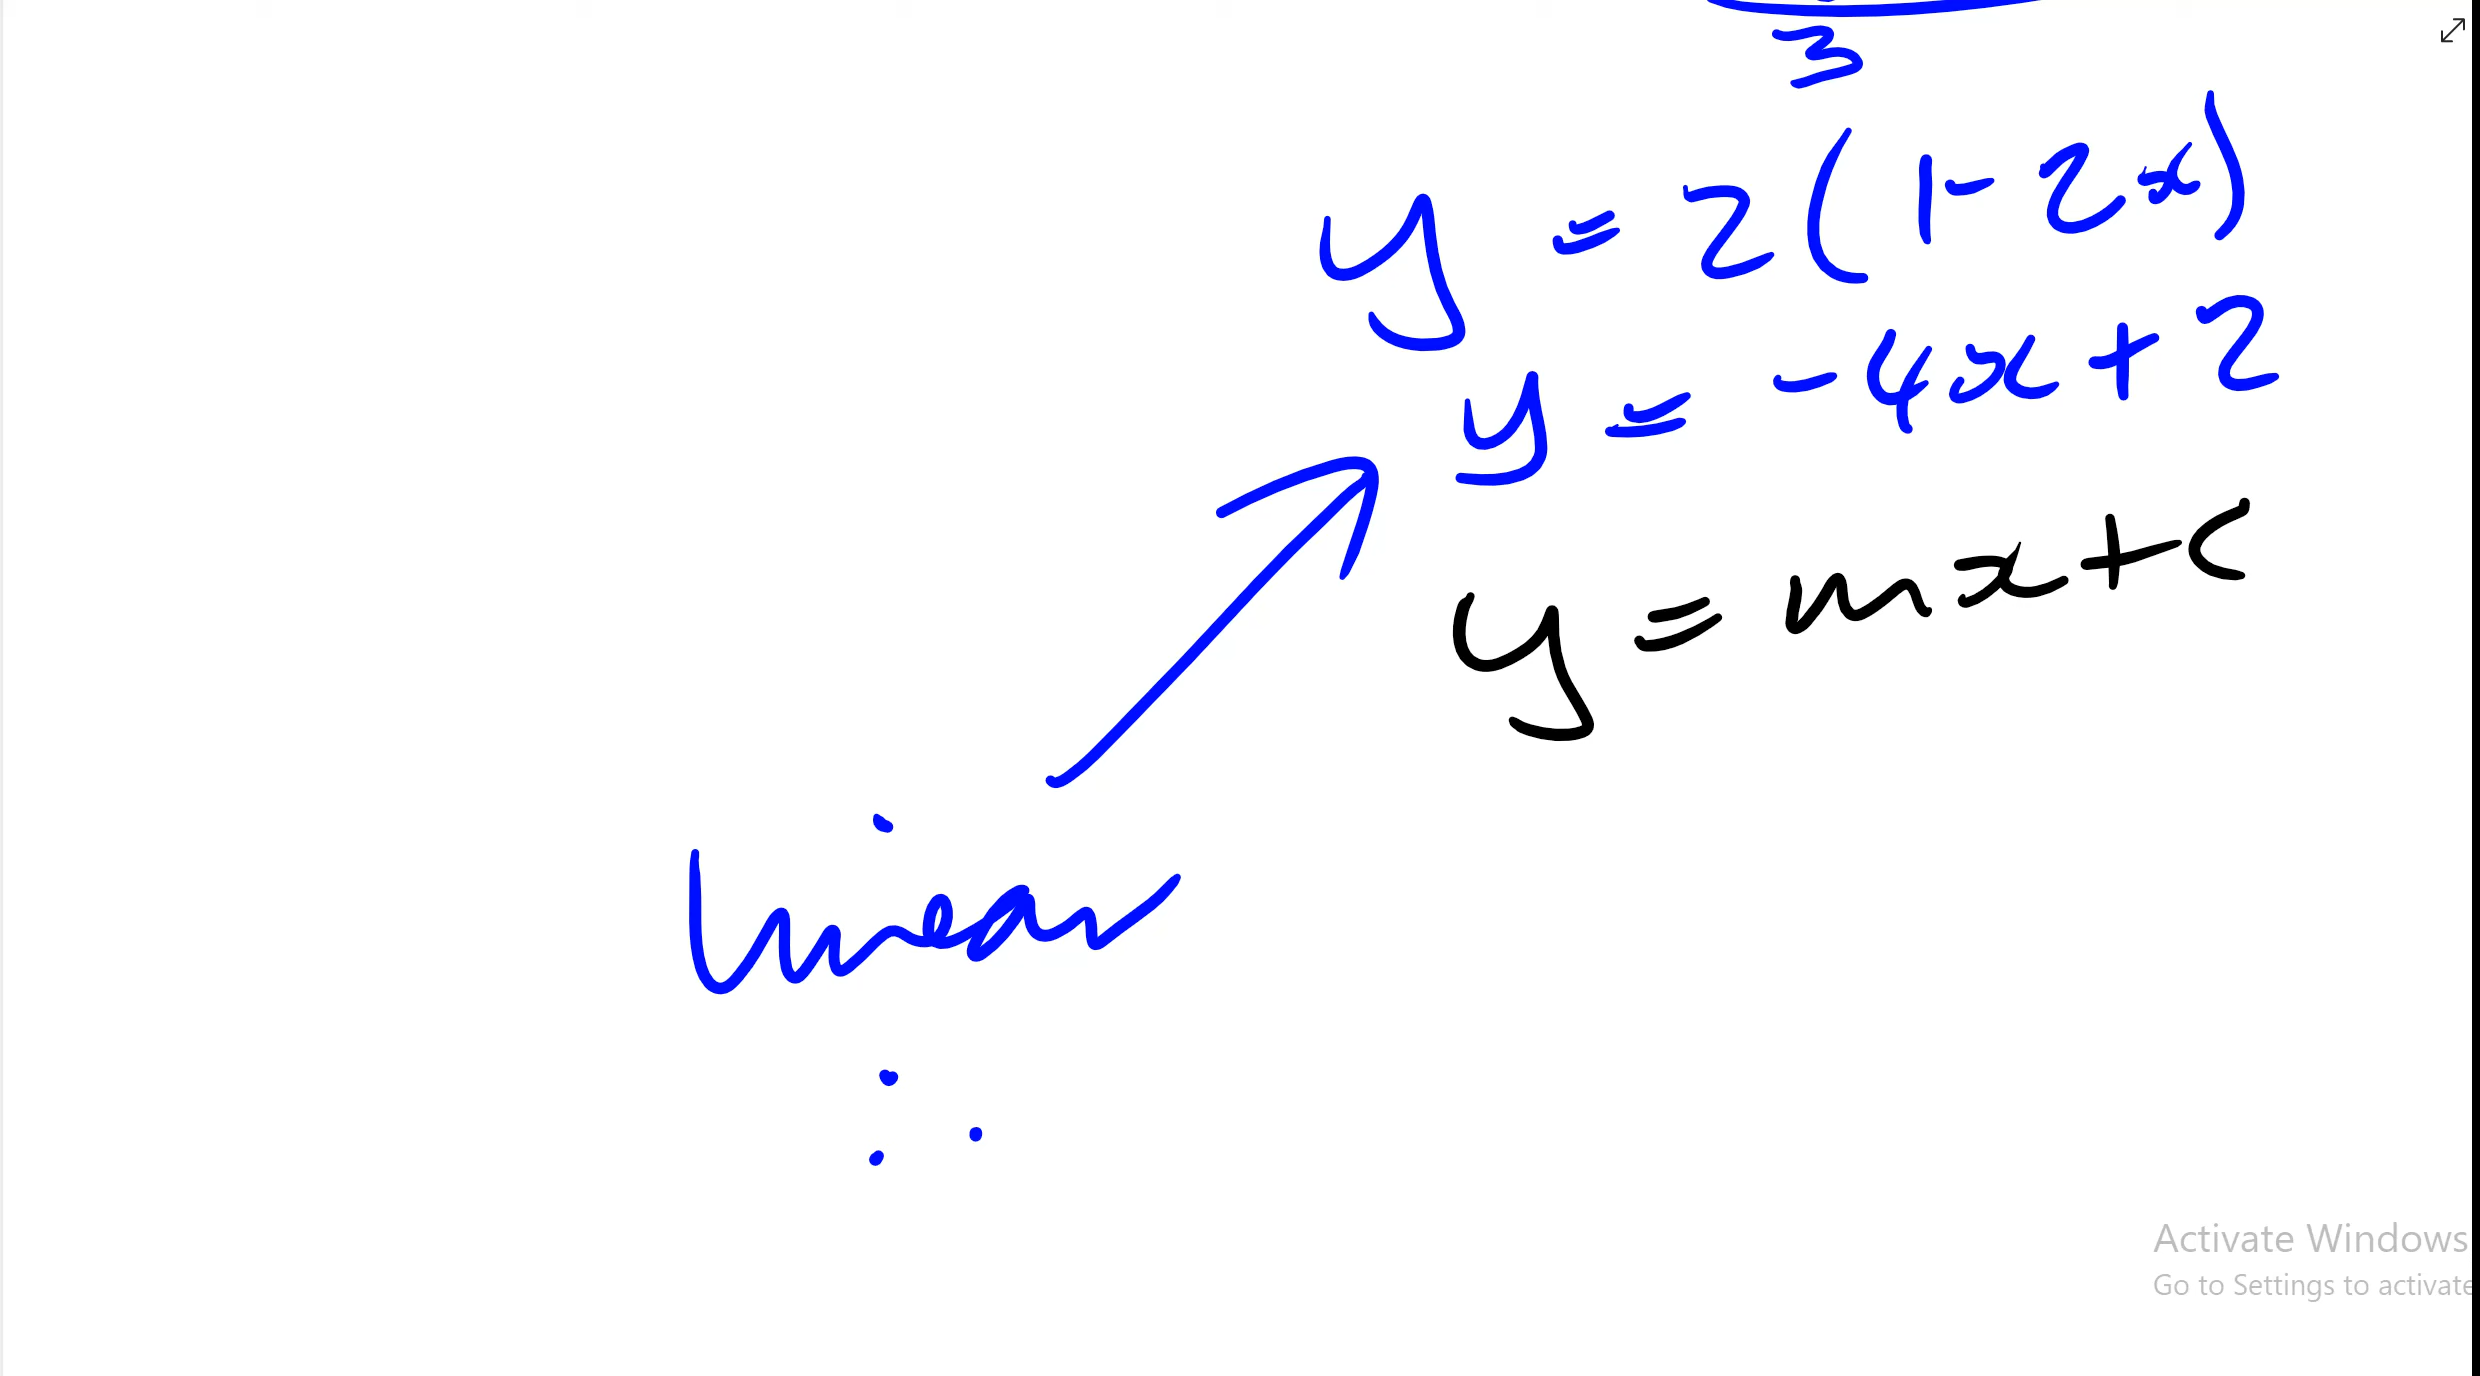 3
y = 2(1-2x)
y = -4x+2
y = mx+c
linear
Activate Windows
Go to Settings to activate